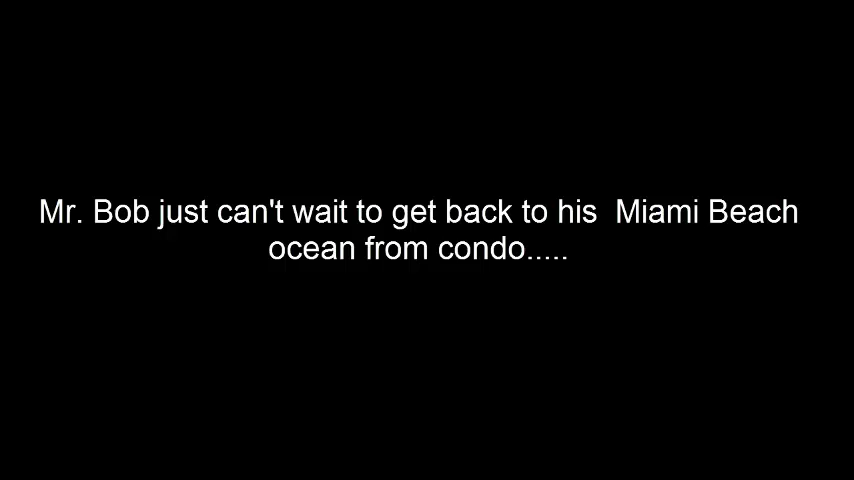 Mr. Bob just can't wait to get back to his  Miami Beach
ocean from condo.....